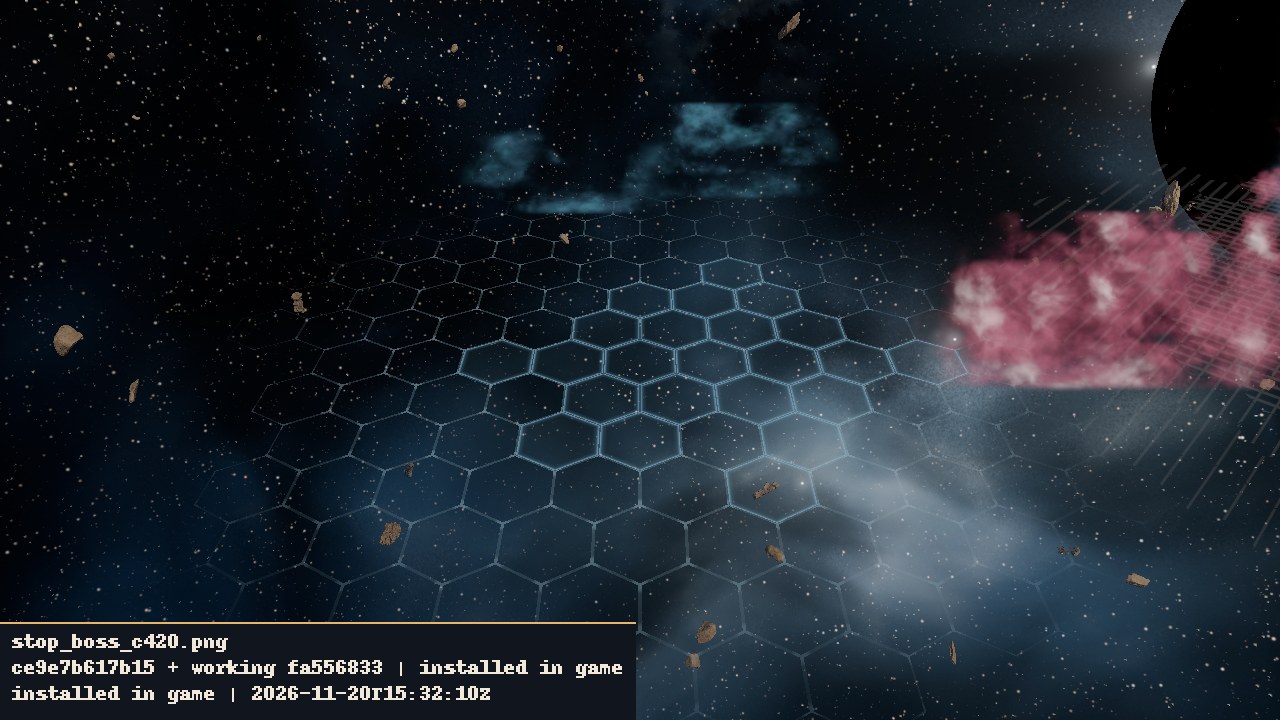 stop_boss_c420.png
ce9e7b617b15 + working fa556833 | installed in game
installed in game | 2026-11-20T15:32:10Z